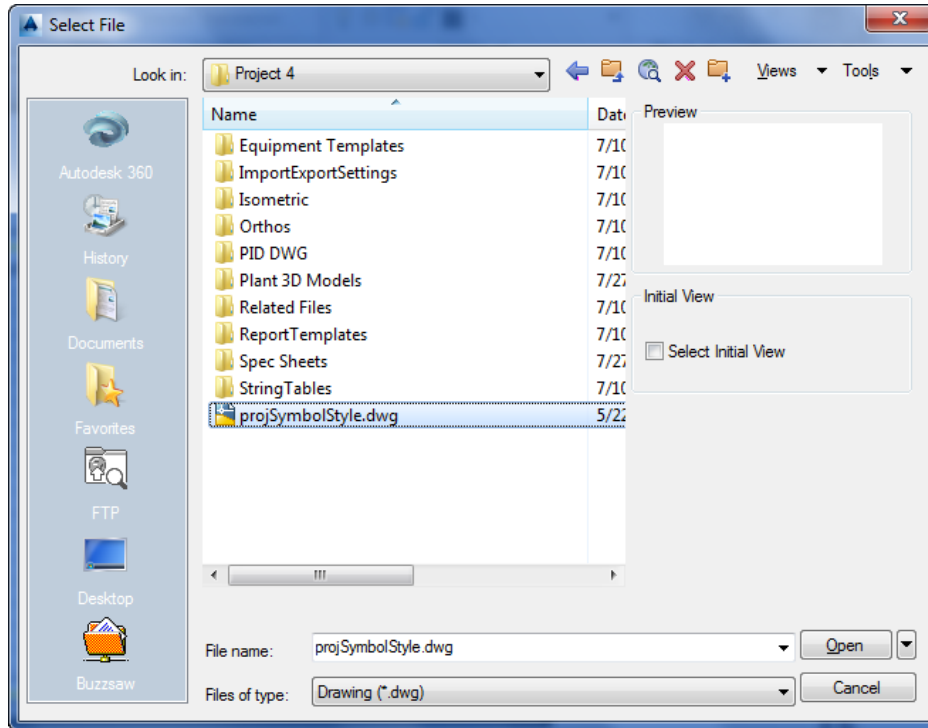 Select File
Look in:
Project 4
Views
Tools
Autodesk 360
History
Documents
Favorites
FTP
Desktop
Buzzsaw
Name
Equipment Templates 7/10
ImportExportSettings 7/10
Isometric 7/10
Orthos 7/10
PID DWG 7/10
Plant 3D Models 7/27
Related Files 7/10
ReportTemplates 7/10
Spec Sheets 7/27
StringTables 7/10
projSymbolStyle.dwg 5/22
Preview
Initial View
Select Initial View
File name: projSymbolStyle.dwg Open
Files of type: Drawing (*.dwg) Cancel